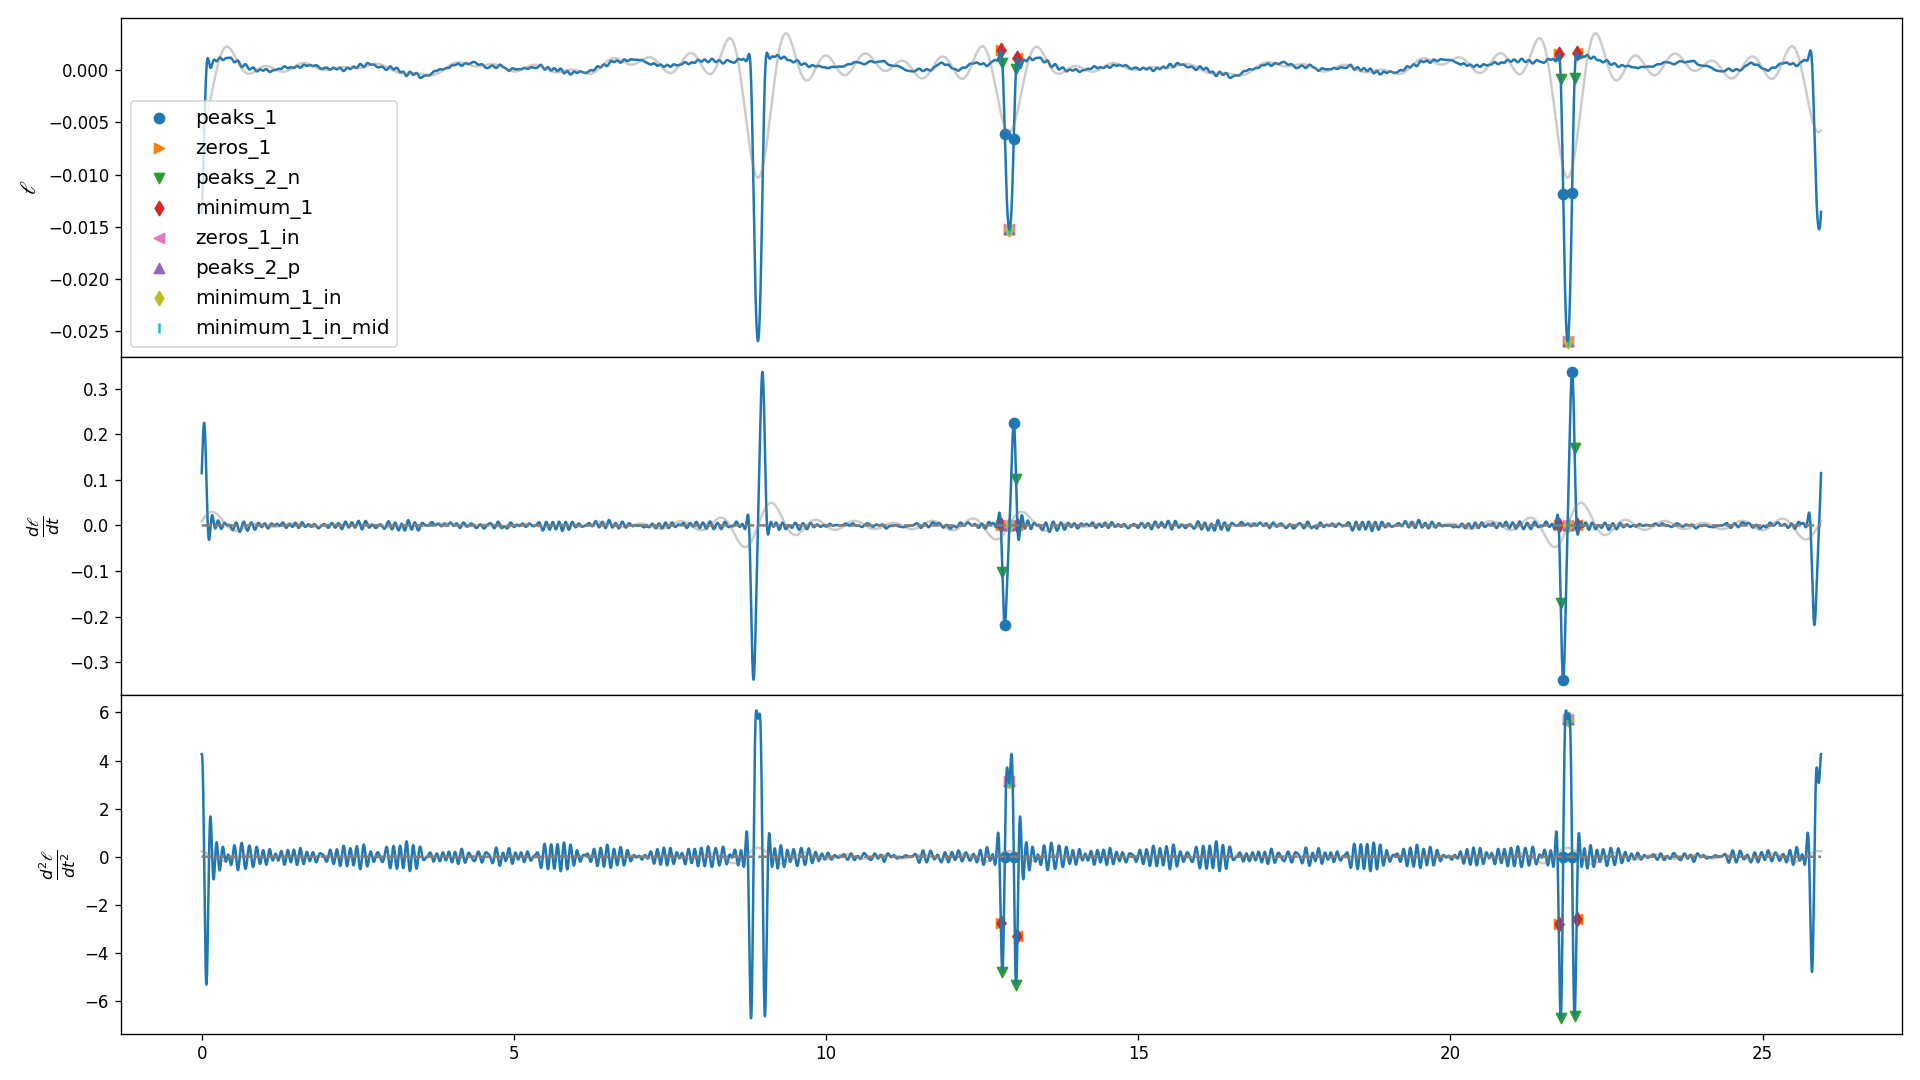 0.000
−0.005
−0.010
−0.015
−0.020
−0.025
ℓ
peaks_1
zeros_1
peaks_2_n
minimum_1
zeros_1_in
peaks_2_p
minimum_1_in
minimum_1_in_mid
0.3
0.2
0.1
0.0
−0.1
−0.2
−0.3
dℓ
dt
6
4
2
0
−2
−4
−6
d²ℓ
dt²
0 5 10 15 20 25